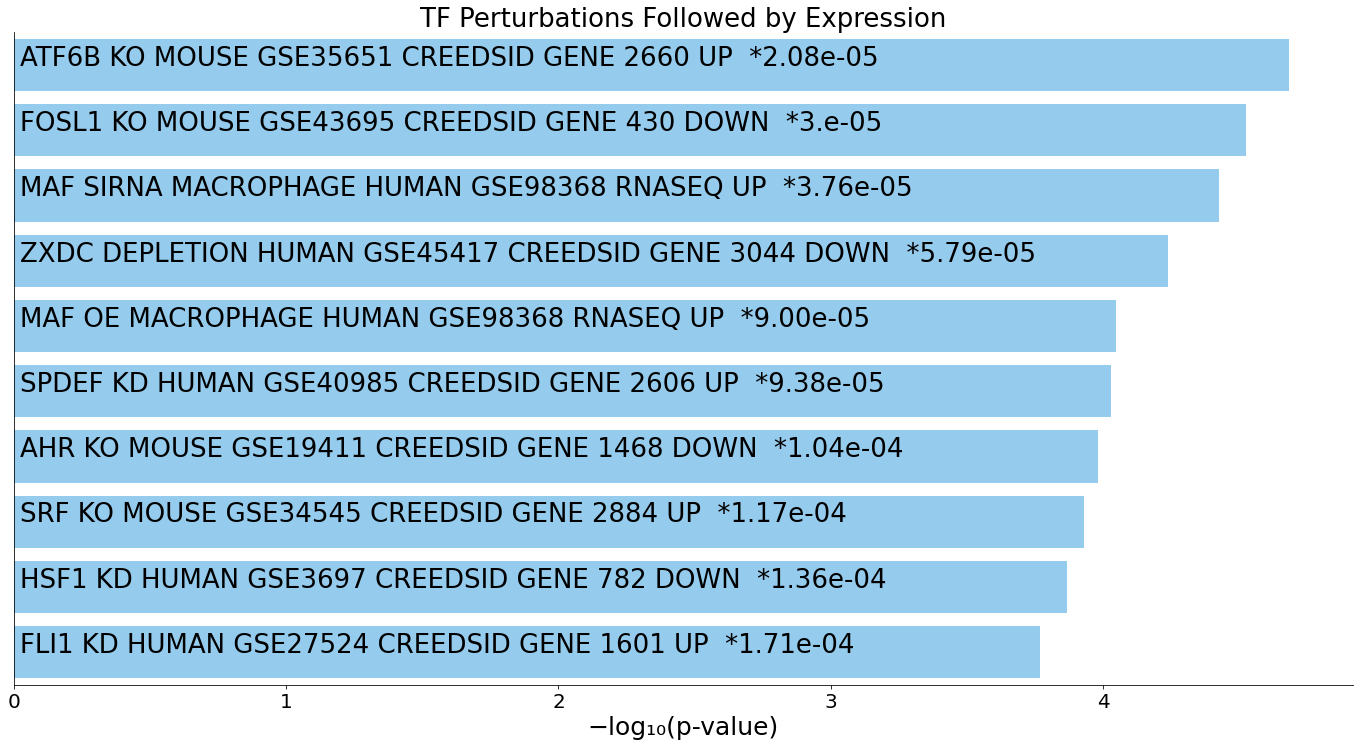 TF Perturbations Followed by Expression
ATF6B KO MOUSE GSE35651 CREEDSID GENE 2660 UP  *2.08e-05
FOSL1 KO MOUSE GSE43695 CREEDSID GENE 430 DOWN  *3.e-05
MAF SIRNA MACROPHAGE HUMAN GSE98368 RNASEQ UP  *3.76e-05
ZXDC DEPLETION HUMAN GSE45417 CREEDSID GENE 3044 DOWN  *5.79e-05
MAF OE MACROPHAGE HUMAN GSE98368 RNASEQ UP  *9.00e-05
SPDEF KD HUMAN GSE40985 CREEDSID GENE 2606 UP  *9.38e-05
AHR KO MOUSE GSE19411 CREEDSID GENE 1468 DOWN  *1.04e-04
SRF KO MOUSE GSE34545 CREEDSID GENE 2884 UP  *1.17e-04
HSF1 KD HUMAN GSE3697 CREEDSID GENE 782 DOWN  *1.36e-04
FLI1 KD HUMAN GSE27524 CREEDSID GENE 1601 UP  *1.71e-04
0 1 2 3 4
−log₁₀(p-value)